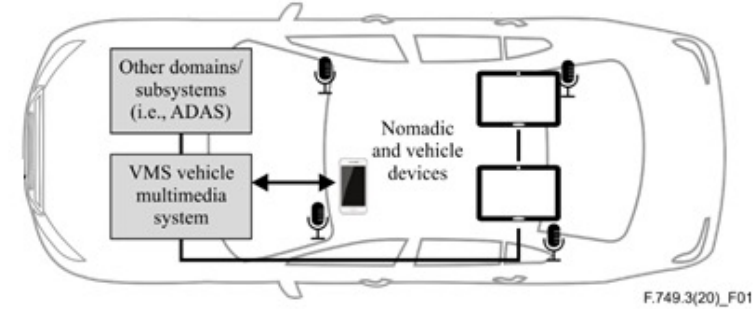 Other domains/
subsystems
(i.e., ADAS)
VMS vehicle
multimedia
system
Nomadic
and vehicle
devices
F.749.3(20)_F01